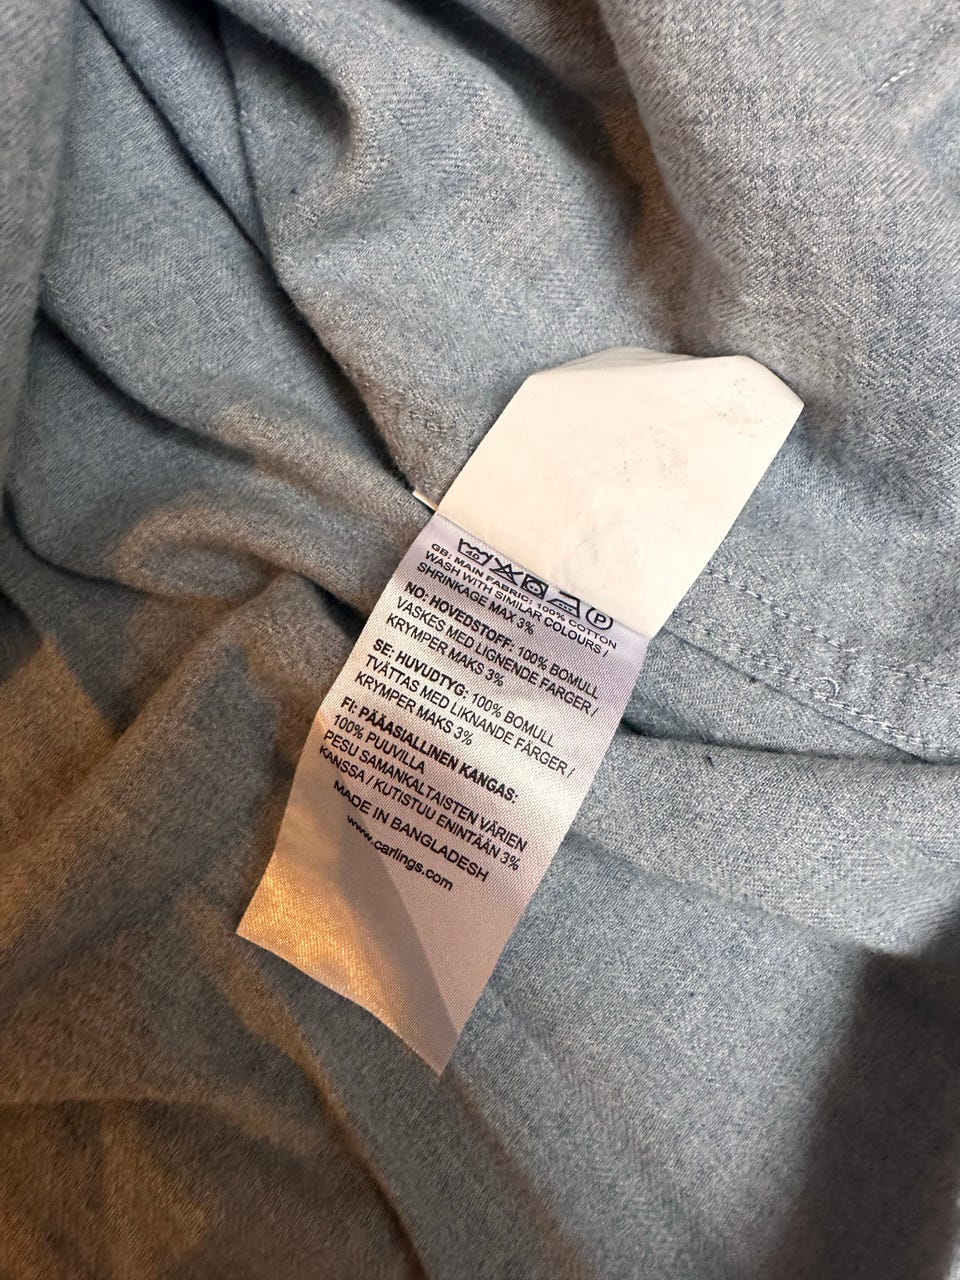 40 P
GB: MAIN FABRIC: 100% COTTON
WASH WITH SIMILAR COLOURS /
SHRINKAGE MAX 3%
NO: HOVEDSTOFF: 100% BOMULL
VASKES MED LIGNENDE FARGER /
KRYMPER MAKS 3%
SE: HUVUDTYG: 100% BOMULL
TVÄTTAS MED LIKNANDE FÄRGER /
KRYMPER MAKS 3%
FI: PÄÄASIALLINEN KANGAS:
100% PUUVILLA
PESU SAMANKALTAISTEN VÄRIEN
KANSSA / KUTISTUU ENINTÄÄN 3%
MADE IN BANGLADESH
www.carlings.com